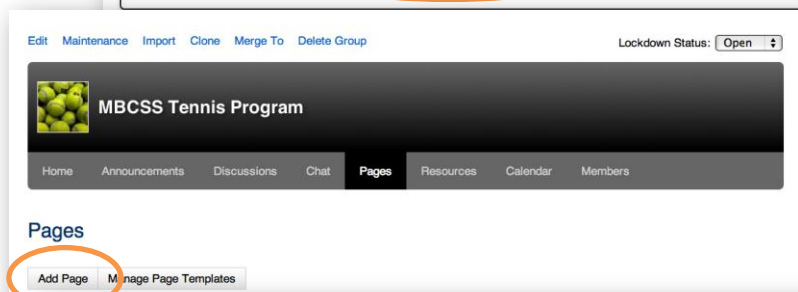 Edit Maintenance Import Clone Merge To Delete Group Lockdown Status: Open
MBCSS Tennis Program
Home Announcements Discussions Chat Pages Resources Calendar Members
Pages
Add Page Manage Page Templates